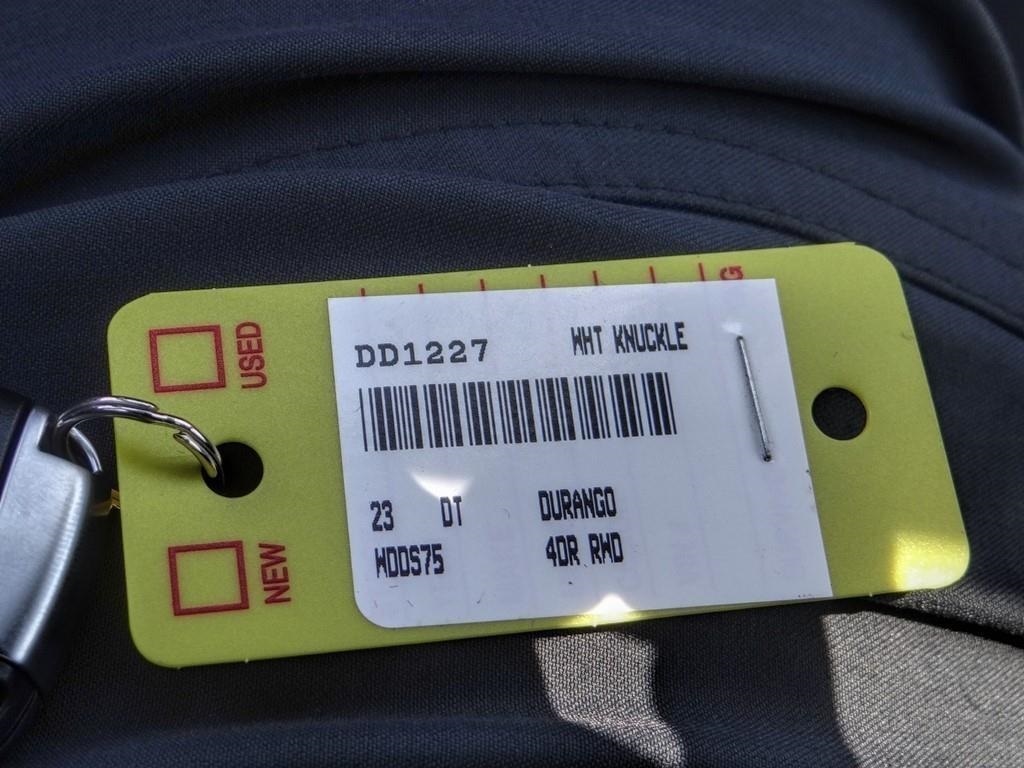 USED
NEW
G
DD1227 WHT KNUCKLE
23 DT DURANGO
WDDS75 4DR RWD